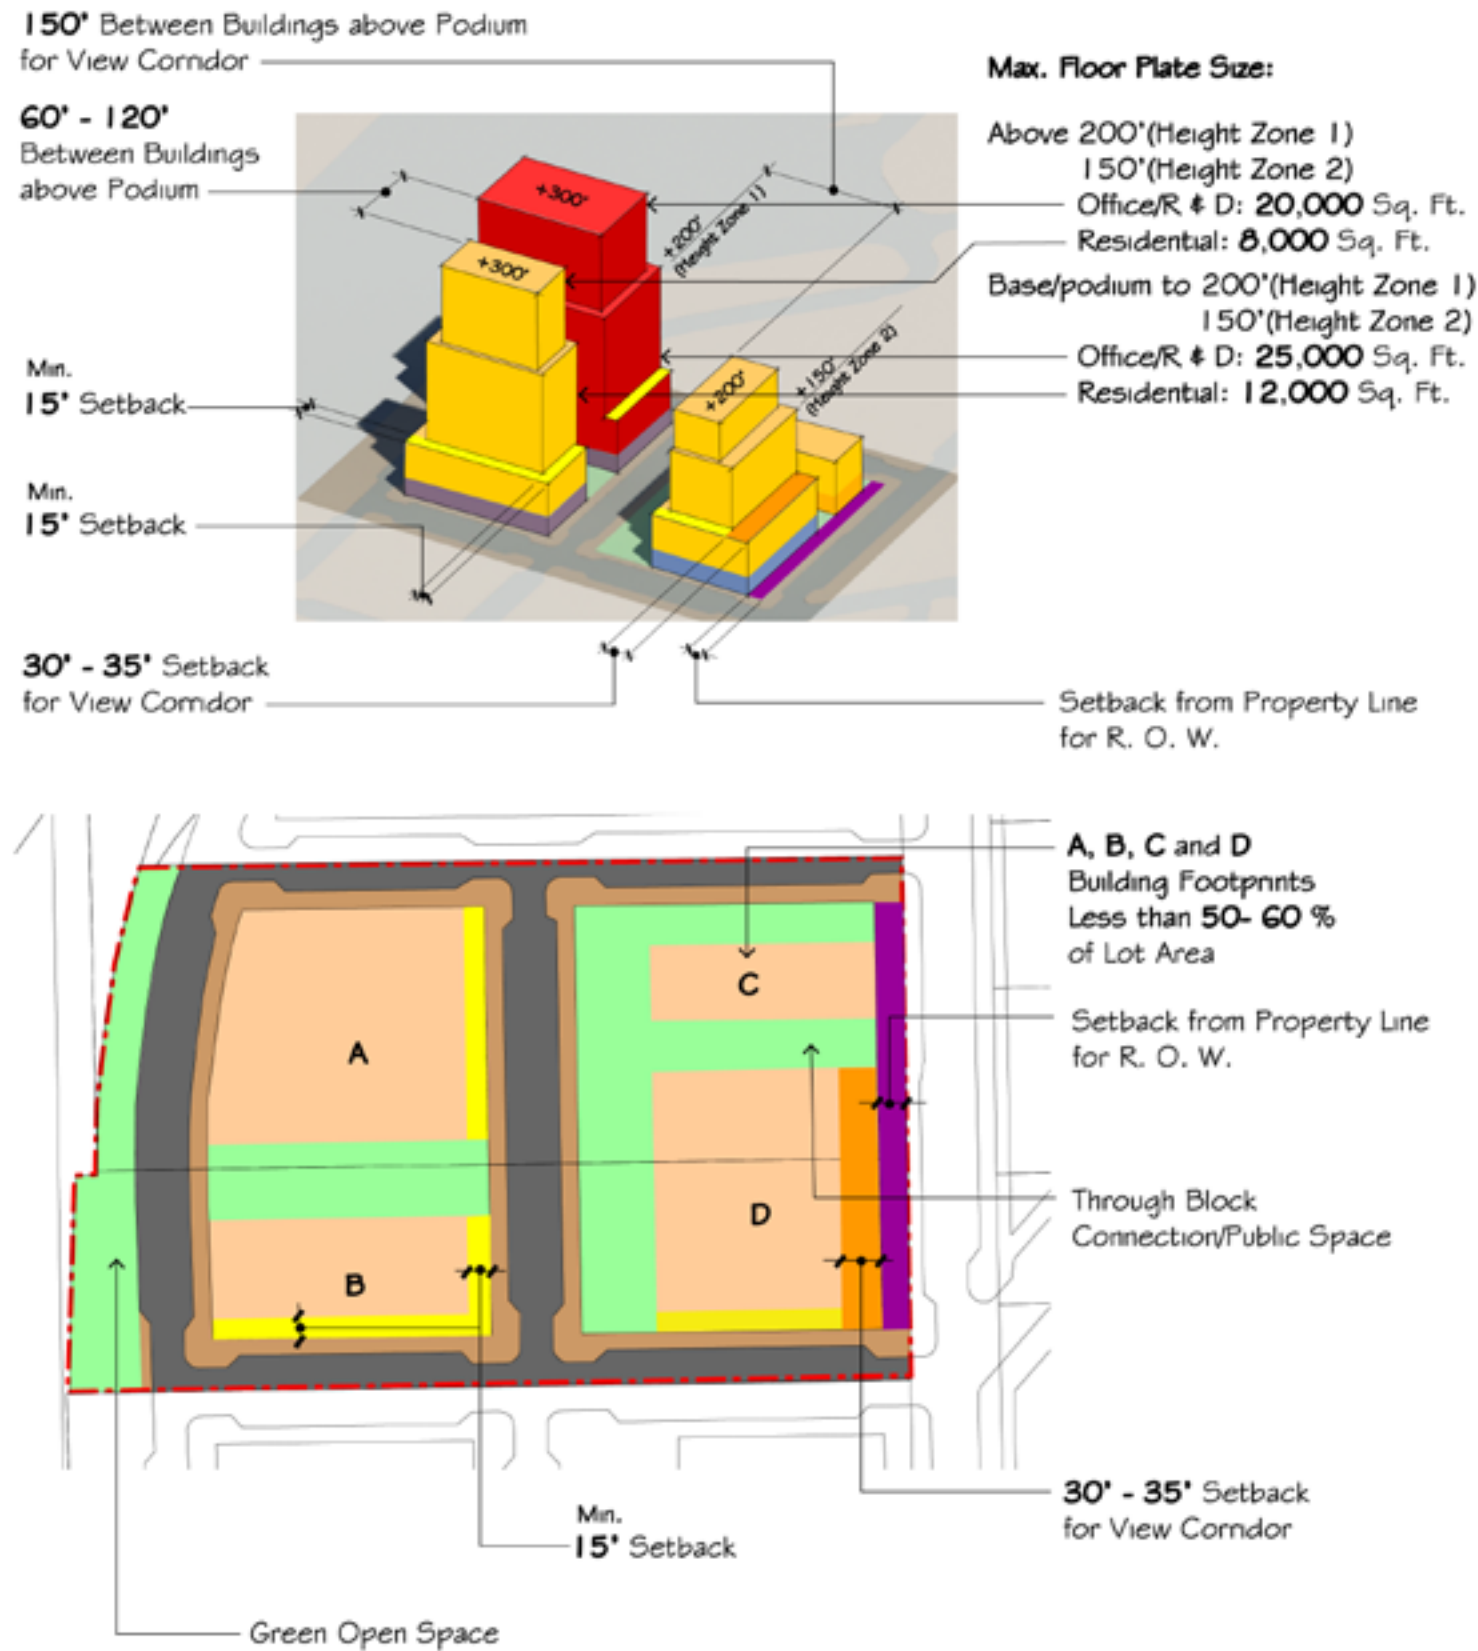 150' Between Buildings above Podium
for View Corridor
60' - 120'
Between Buildings
above Podium
Min.
15' Setback
Min.
15' Setback
30' - 35' Setback
for View Corridor
+300'
+300'
+200'
(Height Zone 1)
+200'
+150'
(Height Zone 2)
Max. Floor Plate Size:
Above 200'(Height Zone 1)
150'(Height Zone 2)
Office/R & D: 20,000 Sq. Ft.
Residential: 8,000 Sq. Ft.
Base/podium to 200'(Height Zone 1)
150'(Height Zone 2)
Office/R & D: 25,000 Sq. Ft.
Residential: 12,000 Sq. Ft.
Setback from Property Line
for R. O. W.
A
B
C
D
A, B, C and D
Building Footprints
Less than 50- 60 %
of Lot Area
Setback from Property Line
for R. O. W.
Through Block
Connection/Public Space
30' - 35' Setback
for View Corridor
Min.
15' Setback
Green Open Space